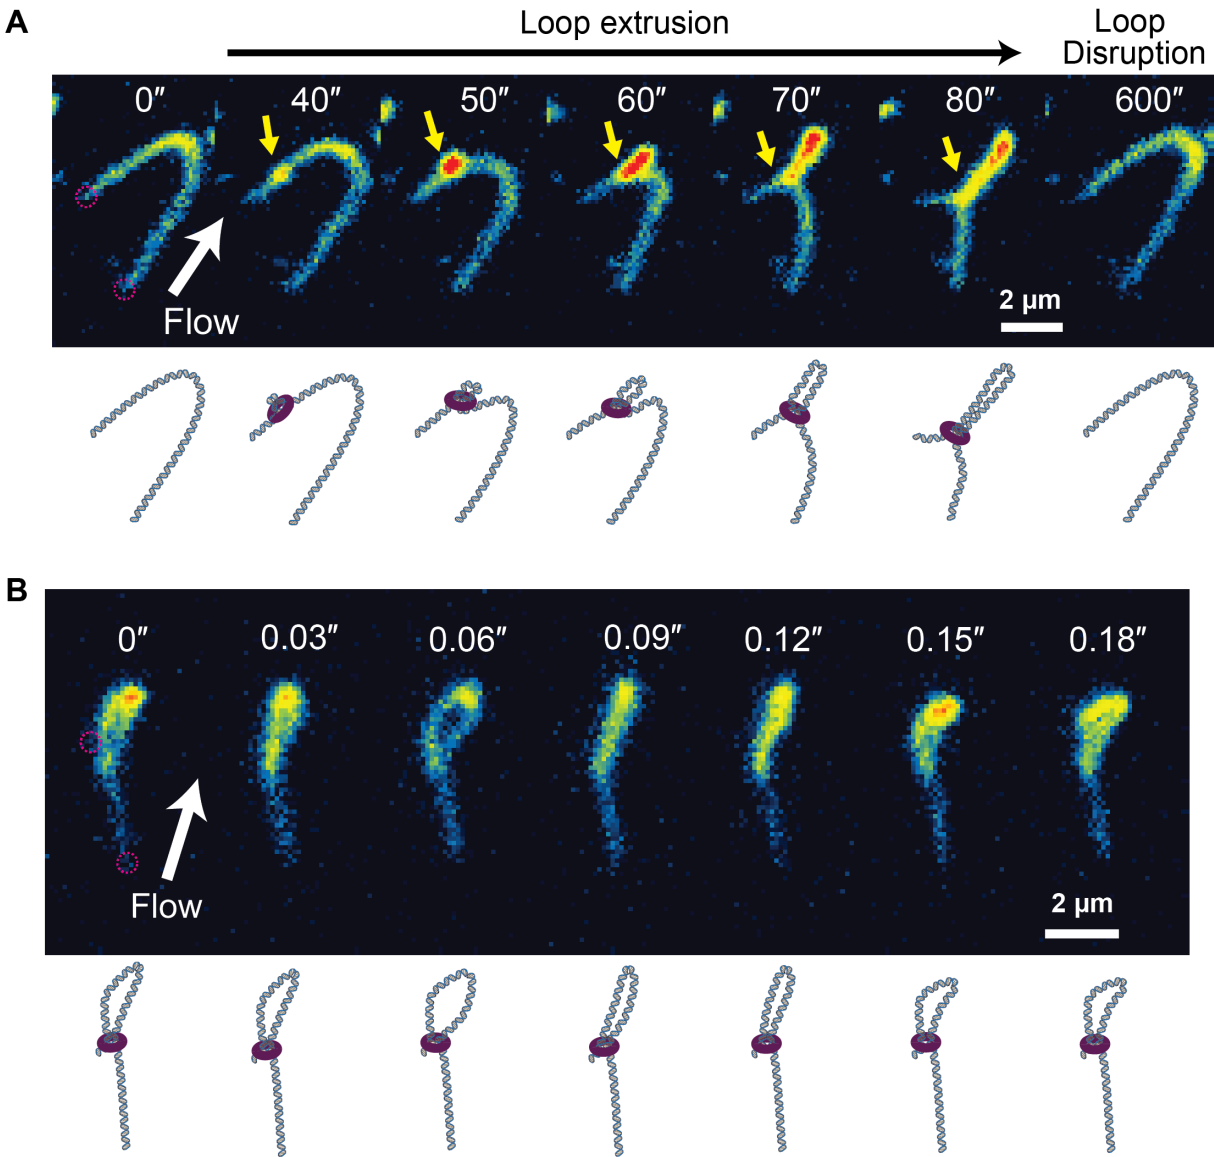 A
Loop extrusion
Loop
Disruption
0″
40″
50″
60″
70″
80″
600″
Flow
2 µm
B
0″
0.03″
0.06″
0.09″
0.12″
0.15″
0.18″
Flow
2 µm